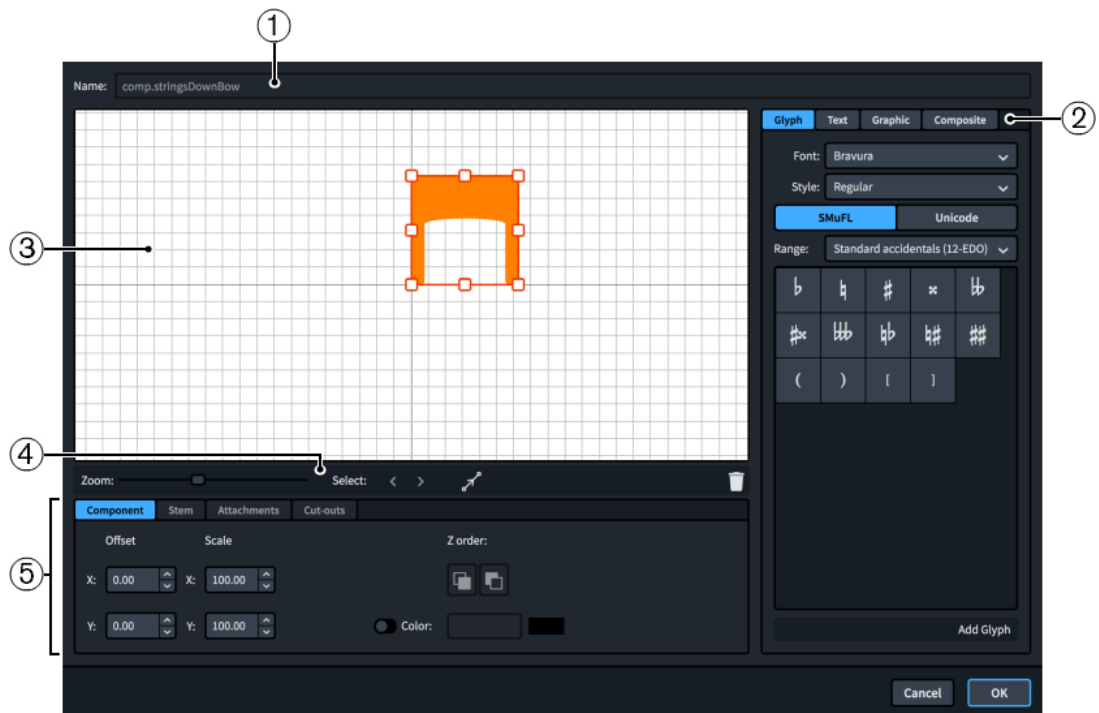 ①
Name: comp.stringsDownBow
Glyph Text Graphic Composite
②
Font: Bravura
Style: Regular
SMuFL Unicode
③
Range: Standard accidentals (12-EDO)
④
Zoom: Select: < >
Component Stem Attachments Cut-outs
Offset Scale Z order:
⑤
X: 0.00 X: 100.00
Y: 0.00 Y: 100.00 Color:
Add Glyph
Cancel OK